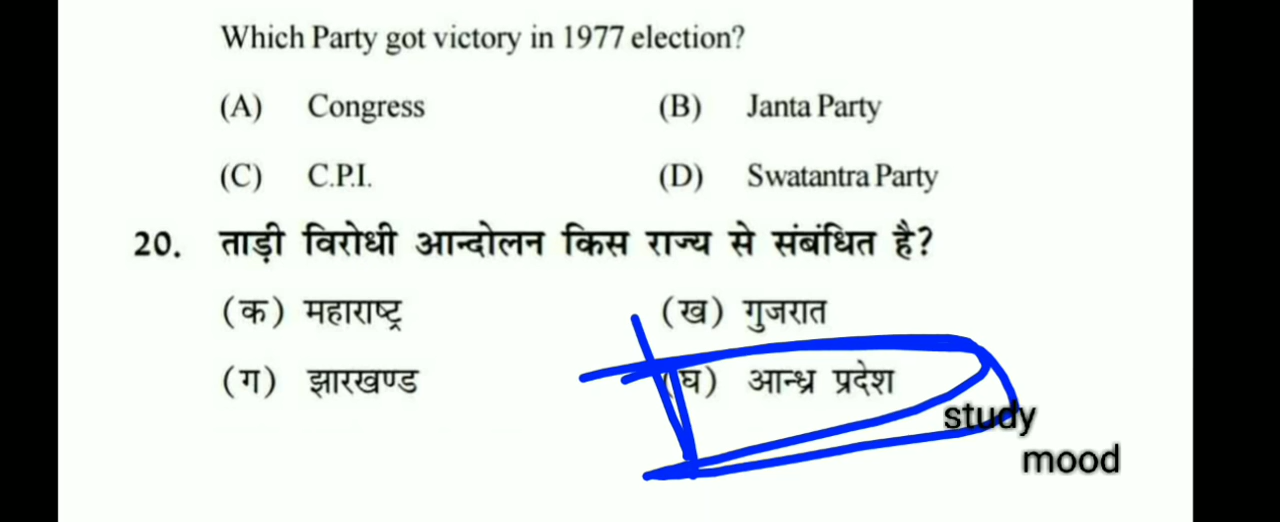 Which Party got victory in 1977 election?
(A) Congress (B) Janta Party
(C) C.P.I. (D) Swatantra Party
20. ताड़ी विरोधी आन्दोलन किस राज्य से संबंधित है?
(क) महाराष्ट्र (ख) गुजरात
(ग) झारखण्ड (घ) आन्ध्र प्रदेश
study
mood